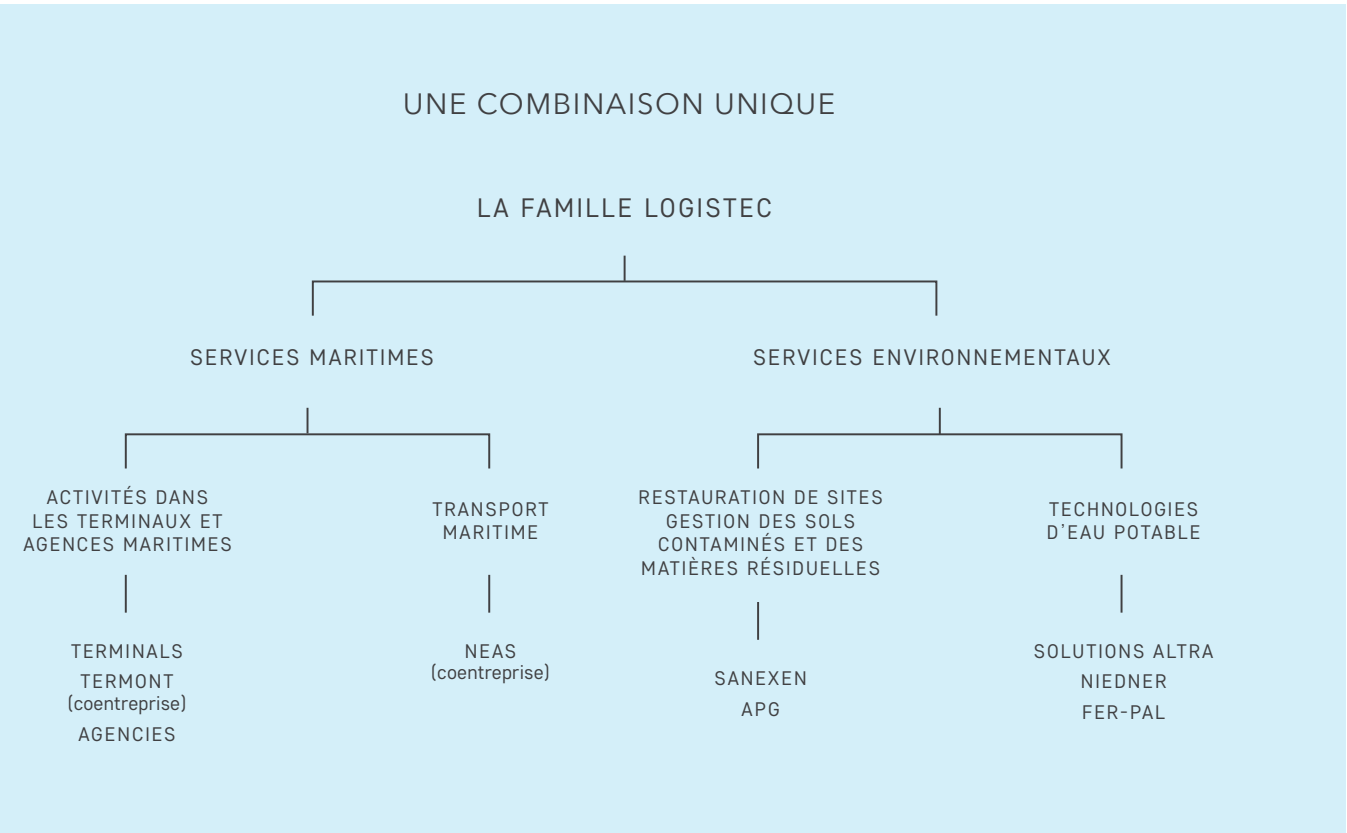 UNE COMBINAISON UNIQUE
LA FAMILLE LOGISTEC
SERVICES MARITIMES
SERVICES ENVIRONNEMENTAUX
ACTIVITÉS DANS
LES TERMINAUX ET
AGENCES MARITIMES
TRANSPORT
MARITIME
RESTAURATION DE SITES
GESTION DES SOLS
CONTAMINÉS ET DES
MATIÈRES RÉSIDUELLES
TECHNOLOGIES
D'EAU POTABLE
TERMINALS
TERMONT
(coentreprise)
AGENCIES
NEAS
(coentreprise)
SANEXEN
APG
SOLUTIONS ALTRA
NIEDNER
FER-PAL